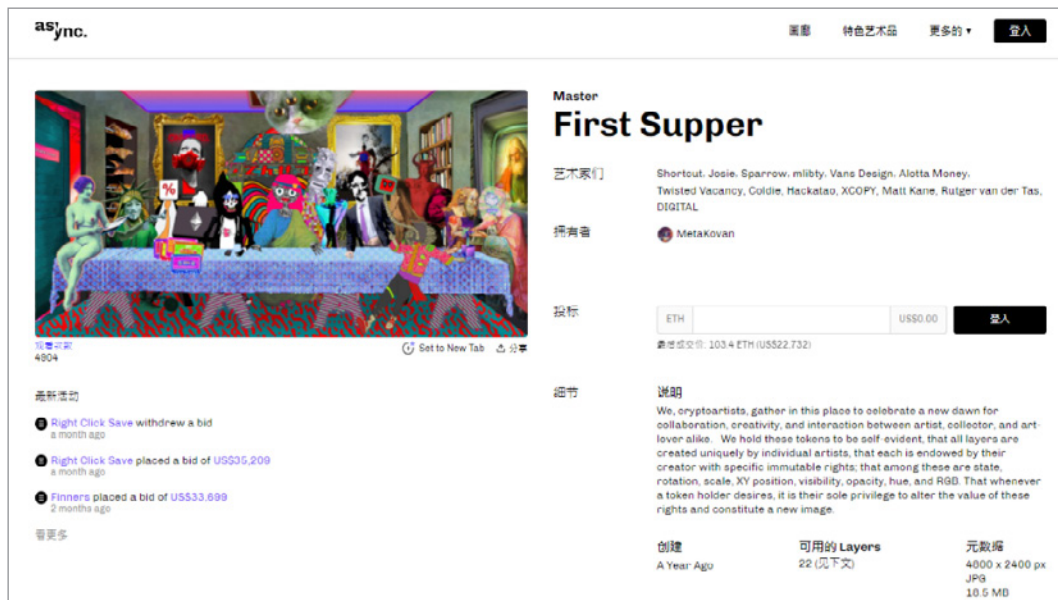 async.
画廊 特色艺术品 更多的 ▾ 登入
Master
First Supper
艺术家们
Shortcut. Josie. Sparrow. mlibty. Vans Design. Alotta Money.
Twisted Vacancy, Coldie, Hackatao, XCOPY, Matt Kane, Rutger van der Tas,
DIGITAL
拥有者
MetaKovan
投标
ETH US$0.00 登入
最后成交价: 103.4 ETH (US$22,732)
观看次数
4904
Set to New Tab 分享
最新活动
Right Click Save withdrew a bid
a month ago
Right Click Save placed a bid of US$35,209
a month ago
Finners placed a bid of US$33,699
2 months ago
看更多
细节
说明
We, cryptoartists, gather in this place to celebrate a new dawn for
collaboration, creativity, and interaction between artist, collector, and art-
lover alike. We hold these tokens to be self-evident, that all layers are
created uniquely by individual artists, that each is endowed by their
creator with specific immutable rights; that among these are state,
rotation, scale, XY position, visibility, opacity, hue, and RGB. That whenever
a token holder desires, it is their sole privilege to alter the value of these
rights and constitute a new image.
创建 可用的 Layers 元数据
A Year Ago 22 (见下文) 4000 x 2400 px
JPG
18.5 MB